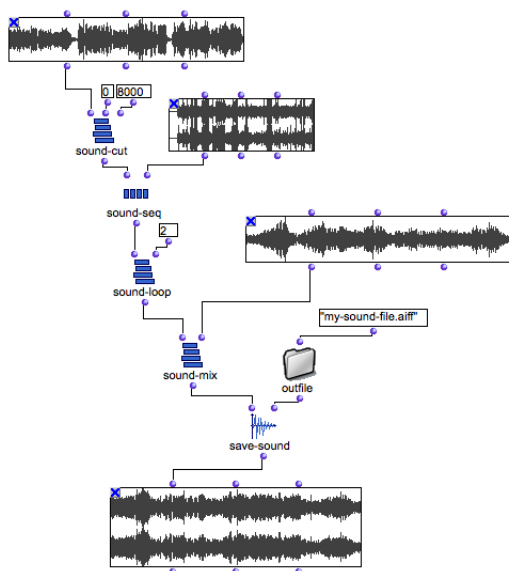 0 8000
sound-cut
sound-seq
2
sound-loop
"my-sound-file.aiff"
sound-mix
outfile
save-sound